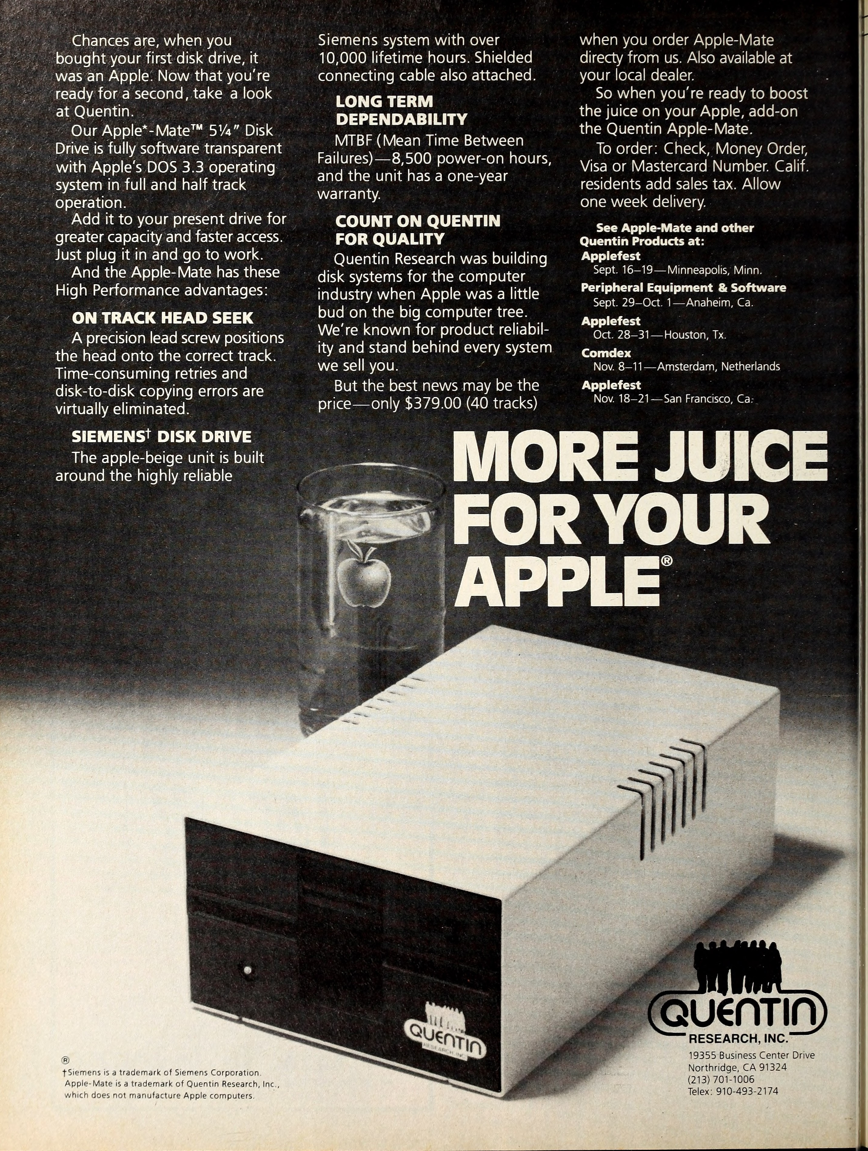 Chances are, when you
bought your first disk drive, it
was an Apple. Now that you're
ready for a second, take a look
at Quentin.
Our Apple*-Mate™ 5¼" Disk
Drive is fully software transparent
with Apple's DOS 3.3 operating
system in full and half track
operation.
Add it to your present drive for
greater capacity and faster access.
Just plug it in and go to work.
And the Apple-Mate has these
High Performance advantages:
ON TRACK HEAD SEEK
A precision lead screw positions
the head onto the correct track.
Time-consuming retries and
disk-to-disk copying errors are
virtually eliminated.
SIEMENS† DISK DRIVE
The apple-beige unit is built
around the highly reliable
Siemens system with over
10,000 lifetime hours. Shielded
connecting cable also attached.
LONG TERM
DEPENDABILITY
MTBF (Mean Time Between
Failures)—8,500 power-on hours,
and the unit has a one-year
warranty.
COUNT ON QUENTIN
FOR QUALITY
Quentin Research was building
disk systems for the computer
industry when Apple was a little
bud on the big computer tree.
We're known for product reliabil-
ity and stand behind every system
we sell you.
But the best news may be the
price—only $379.00 (40 tracks)
when you order Apple-Mate
directy from us. Also available at
your local dealer.
So when you're ready to boost
the juice on your Apple, add-on
the Quentin Apple-Mate.
To order: Check, Money Order,
Visa or Mastercard Number. Calif.
residents add sales tax. Allow
one week delivery.
See Apple-Mate and other
Quentin Products at:
Applefest
Sept. 16–19—Minneapolis, Minn.
Peripheral Equipment & Software
Sept. 29–Oct. 1—Anaheim, Ca.
Applefest
Oct. 28–31—Houston, Tx.
Comdex
Nov. 8–11—Amsterdam, Netherlands
Applefest
Nov. 18–21—San Francisco, Ca.
MORE JUICE
FOR YOUR
APPLE®
QUENTIN
RESEARCH, INC.
QUENTIN
RESEARCH, INC.
19355 Business Center Drive
Northridge, CA 91324
(213) 701-1006
Telex: 910-493-2174
®
†Siemens is a trademark of Siemens Corporation.
Apple-Mate is a trademark of Quentin Research, Inc.,
which does not manufacture Apple computers.